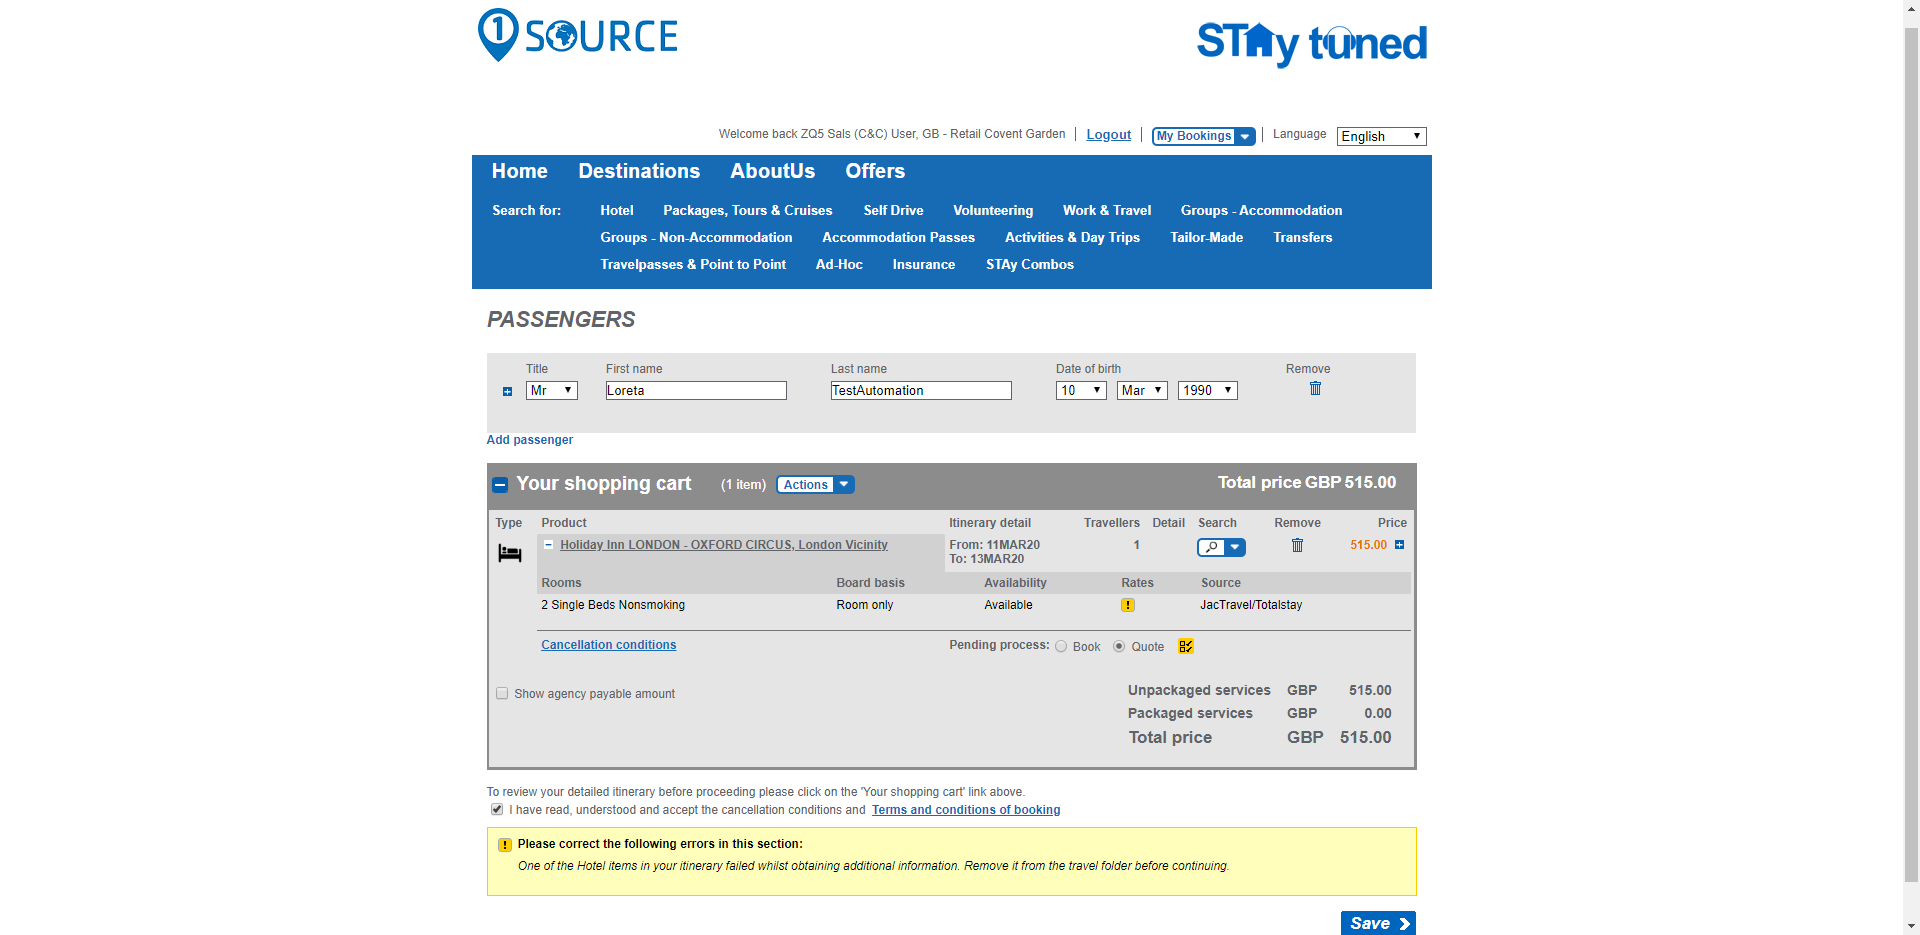 1 SOURCE
STAy tuned
Welcome back ZQ5 Sals (C&C) User, GB - Retail Covent Garden Logout My Bookings Language English
Home Destinations AboutUs Offers
Search for: Hotel Packages, Tours & Cruises Self Drive Volunteering Work & Travel Groups - Accommodation
Groups - Non-Accommodation Accommodation Passes Activities & Day Trips Tailor-Made Transfers
Travelpasses & Point to Point Ad-Hoc Insurance STAy Combos
PASSENGERS
Title First name Last name Date of birth Remove
Mr Loreta TestAutomation 10 Mar 1990
Add passenger
Your shopping cart (1 item) Actions Total price GBP 515.00
Type Product Itinerary detail Travellers Detail Search Remove Price
Holiday Inn LONDON - OXFORD CIRCUS, London Vicinity From: 11MAR20 1 515.00
To: 13MAR20
Rooms Board basis Availability Rates Source
2 Single Beds Nonsmoking Room only Available JacTravel/Totalstay
Cancellation conditions Pending process: Book Quote
Show agency payable amount
Unpackaged services GBP 515.00
Packaged services GBP 0.00
Total price GBP 515.00
To review your detailed itinerary before proceeding please click on the 'Your shopping cart' link above.
I have read, understood and accept the cancellation conditions and Terms and conditions of booking
Please correct the following errors in this section:
One of the Hotel items in your itinerary failed whilst obtaining additional information. Remove it from the travel folder before continuing.
Save